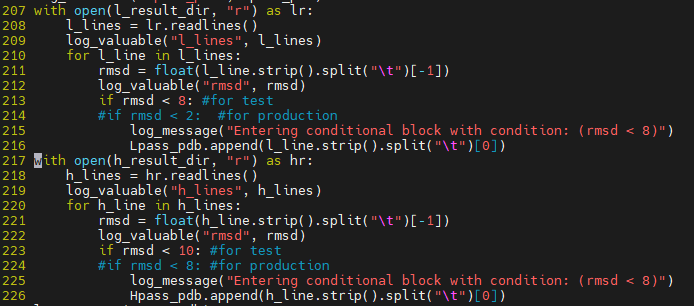 207 with open(l_result_dir, "r") as lr:
208     l_lines = lr.readlines()
209     log_valuable("l_lines", l_lines)
210     for l_line in l_lines:
211         rmsd = float(l_line.strip().split("\t")[-1])
212         log_valuable("rmsd", rmsd)
213         if rmsd < 8: #for test
214         #if rmsd < 2:  #for production
215             log_message("Entering conditional block with condition: (rmsd < 8)")
216             Lpass_pdb.append(l_line.strip().split("\t")[0])
217 with open(h_result_dir, "r") as hr:
218     h_lines = hr.readlines()
219     log_valuable("h_lines", h_lines)
220     for h_line in h_lines:
221         rmsd = float(h_line.strip().split("\t")[-1])
222         log_valuable("rmsd", rmsd)
223         if rmsd < 10: #for test
224         #if rmsd < 8: #for production
225             log_message("Entering conditional block with condition: (rmsd < 8)")
226             Hpass_pdb.append(h_line.strip().split("\t")[0])